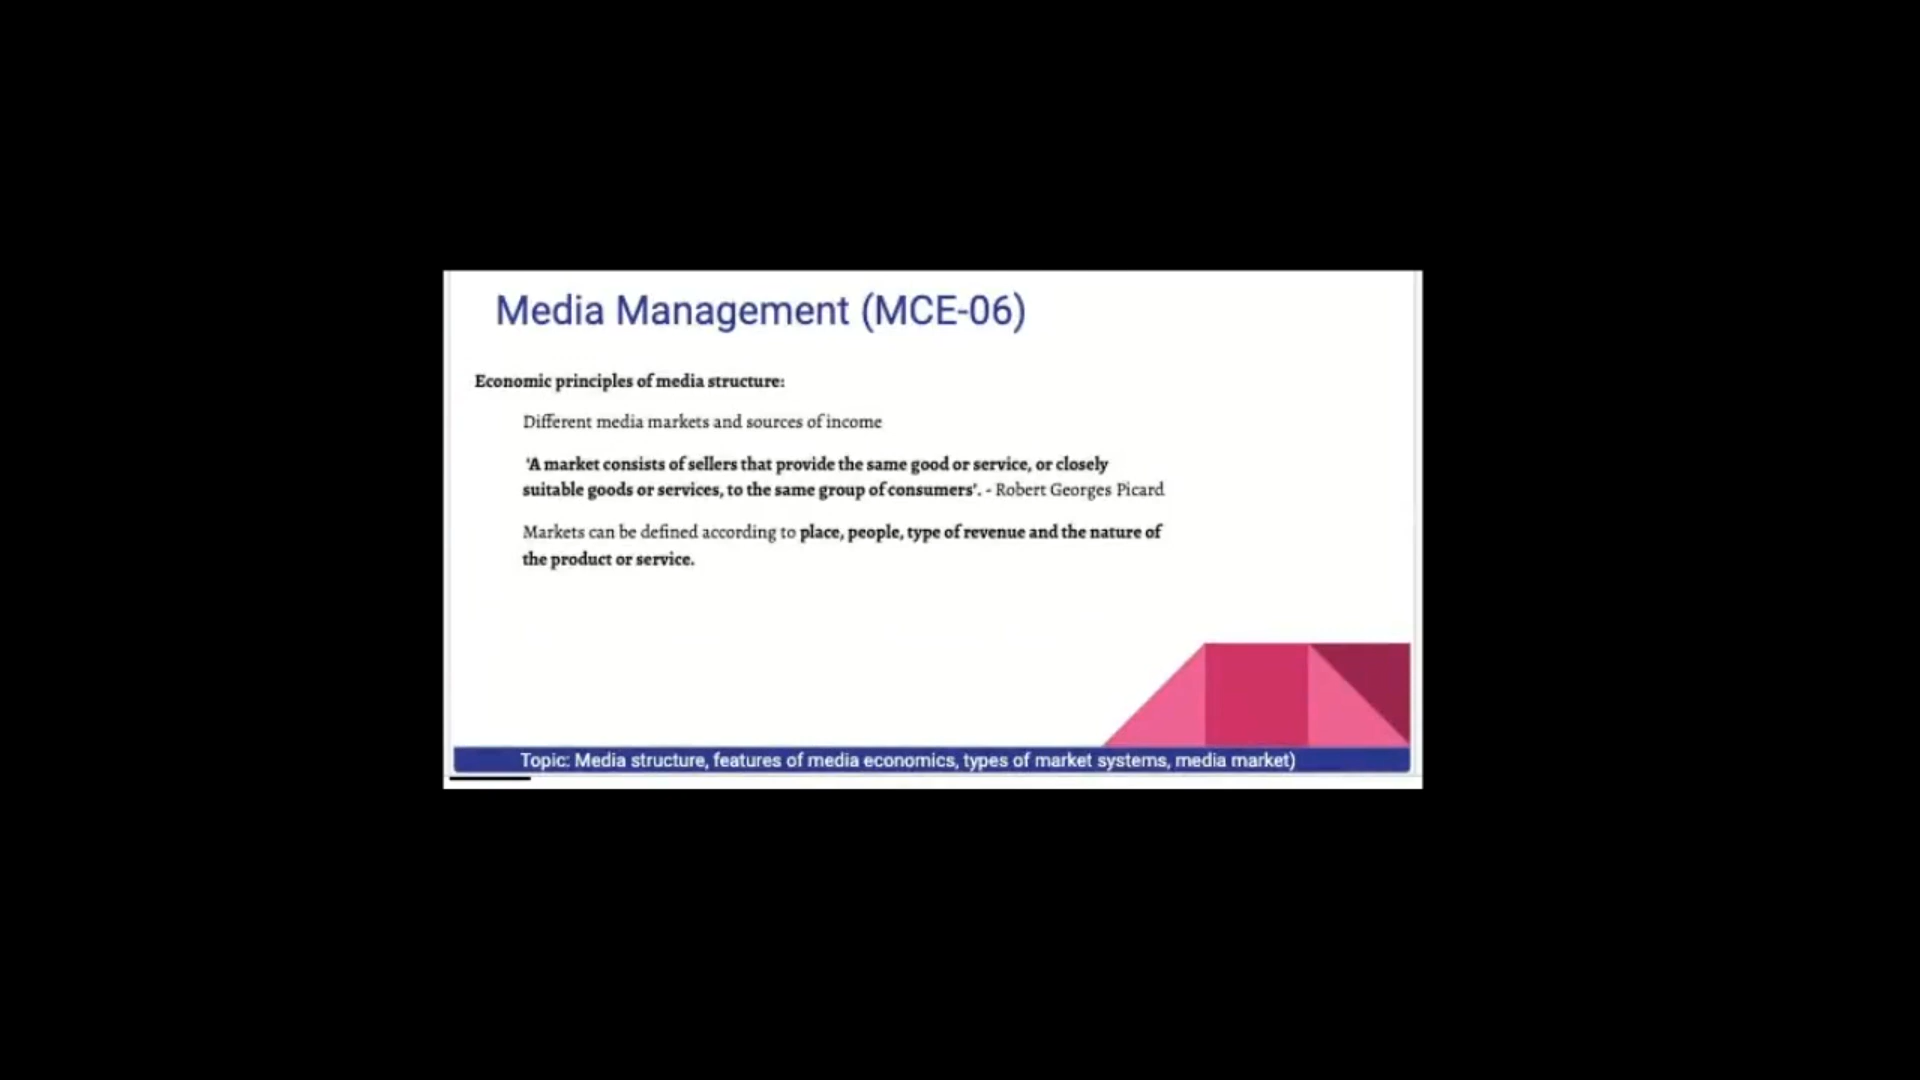 Media Management (MCE-06)
Economic principles of media structure:
Different media markets and sources of income
'A market consists of sellers that provide the same good or service, or closely
suitable goods or services, to the same group of consumers'. - Robert Georges Picard
Markets can be defined according to place, people, type of revenue and the nature of
the product or service.
Topic: Media structure, features of media economics, types of market systems, media market)